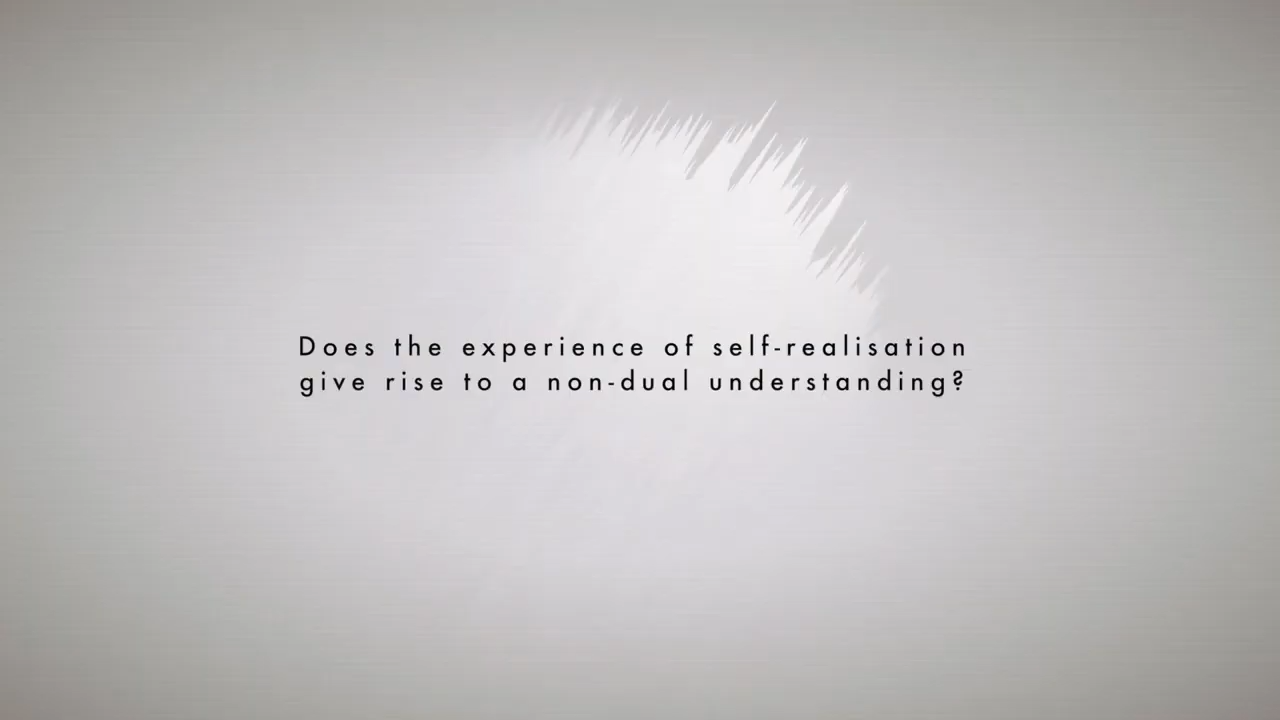 Does the experience of self-realisation
give rise to a non-dual understanding?